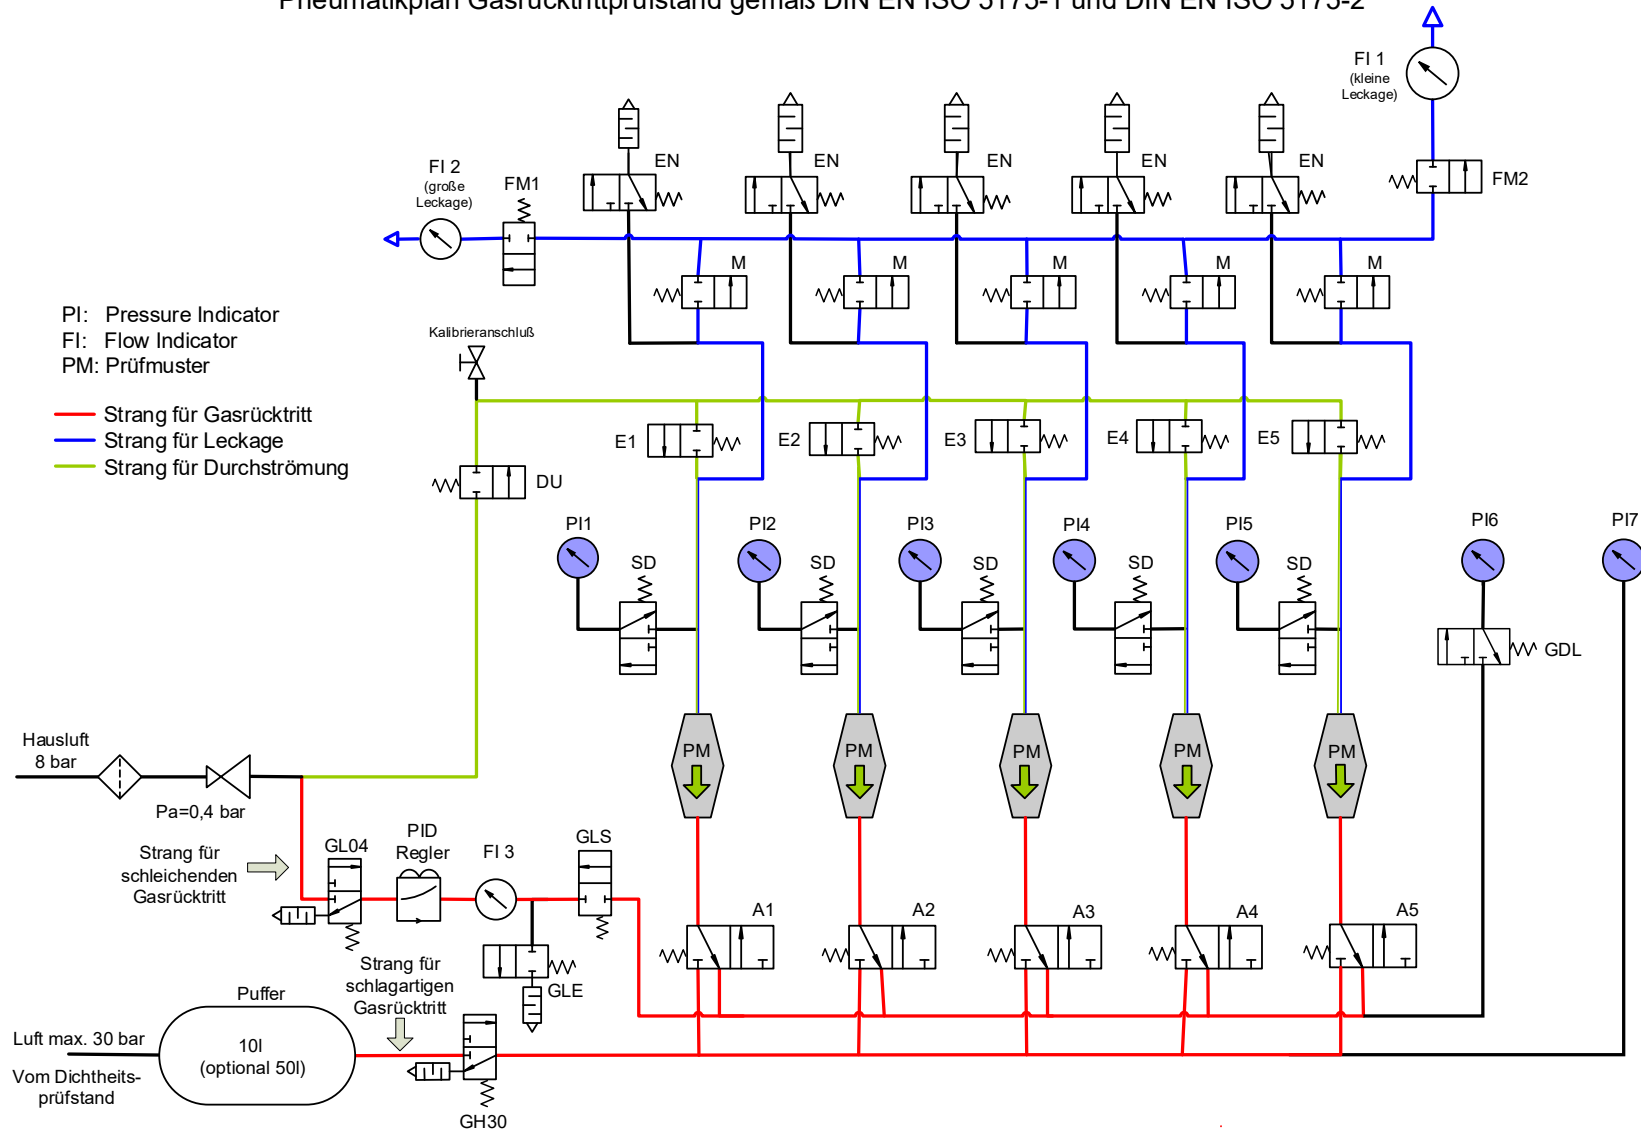 Pneumatikplan Gasrücktrittprüfstand gemäß DIN EN ISO 5175-1 und DIN EN ISO 5175-2
FI 1
(kleine
Leckage)
EN
EN
EN
EN
EN
FI 2
(große
Leckage)
FM1
FM2
M
M
M
M
M
PI: Pressure Indicator
FI: Flow Indicator
PM: Prüfmuster
Kalibrieranschluß
Strang für Gasrücktritt
Strang für Leckage
Strang für Durchströmung
E1
E2
E3
E4
E5
DU
PI1
PI2
PI3
PI4
PI5
PI6
PI7
SD
SD
SD
SD
SD
GDL
Hausluft
8 bar
PM
PM
PM
PM
PM
Pa=0,4 bar
Strang für
schleichenden
Gasrücktritt
GL04
PID
Regler
FI 3
GLS
A1
A2
A3
A4
A5
Strang für
schlagartigen
Gasrücktritt
GLE
Puffer
Luft max. 30 bar
10l
(optional 50l)
Vom Dichtheits-
prüfstand
GH30